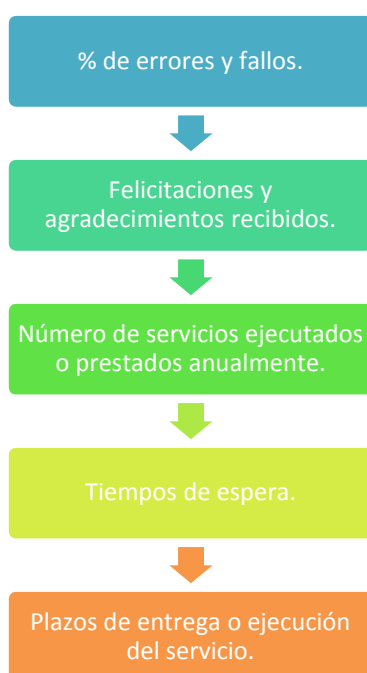 % de errores y fallos.
Felicitaciones y
agradecimientos recibidos.
Número de servicios ejecutados
o prestados anualmente.
Tiempos de espera.
Plazos de entrega o ejecución
del servicio.